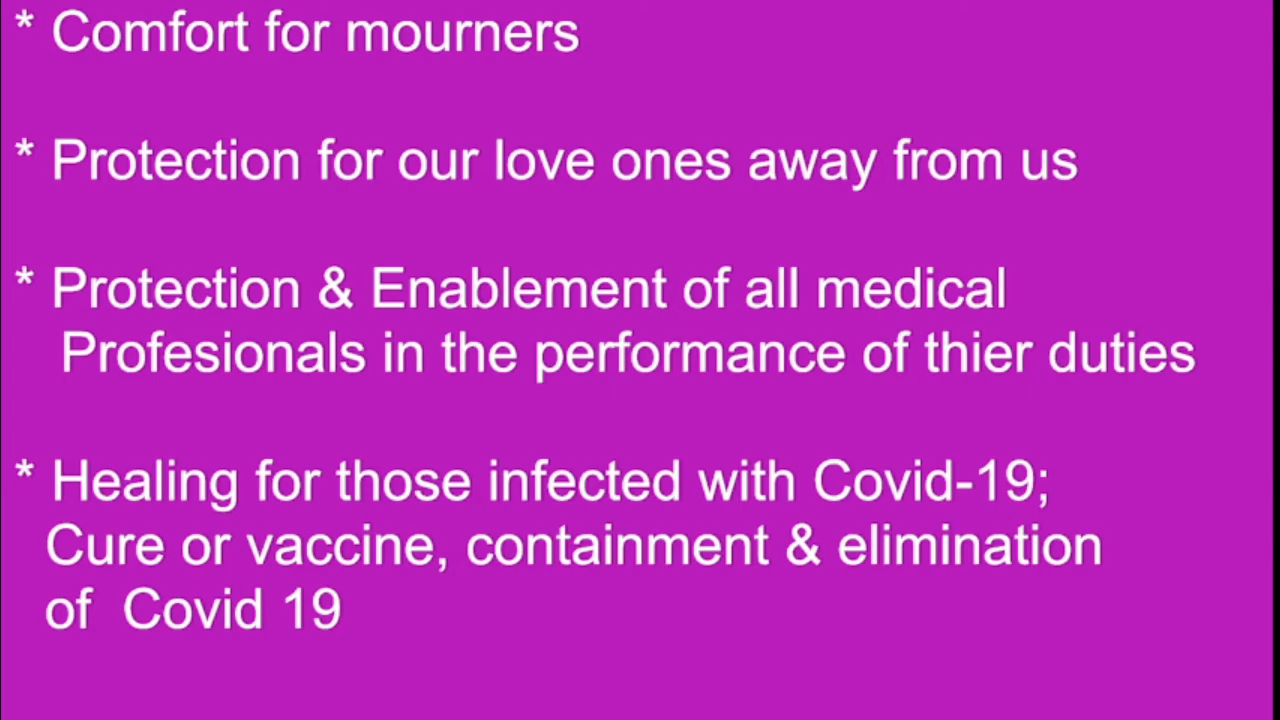 * Comfort for mourners
* Protection for our love ones away from us
* Protection & Enablement of all medical
Profesionals in the performance of thier duties
* Healing for those infected with Covid-19;
Cure or vaccine, containment & elimination
of Covid 19